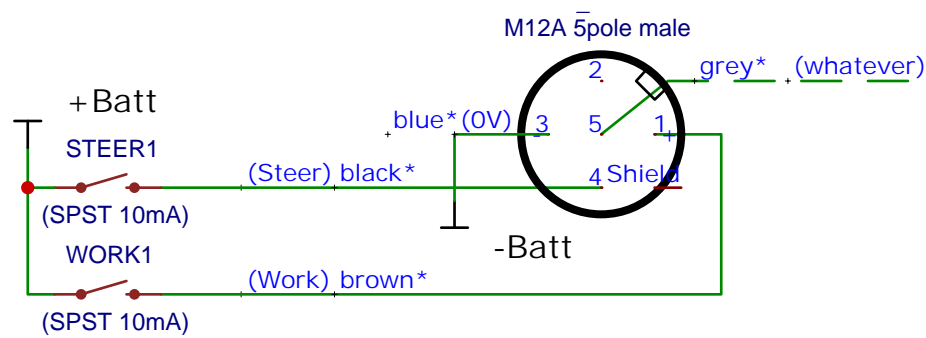 M12A 5pole male
2
grey* (whatever)
+Batt
blue*(0V) 3 5 1
- +
STEER1
(Steer) black* 4 Shield
(SPST 10mA)
-Batt
WORK1
(Work) brown*
(SPST 10mA)